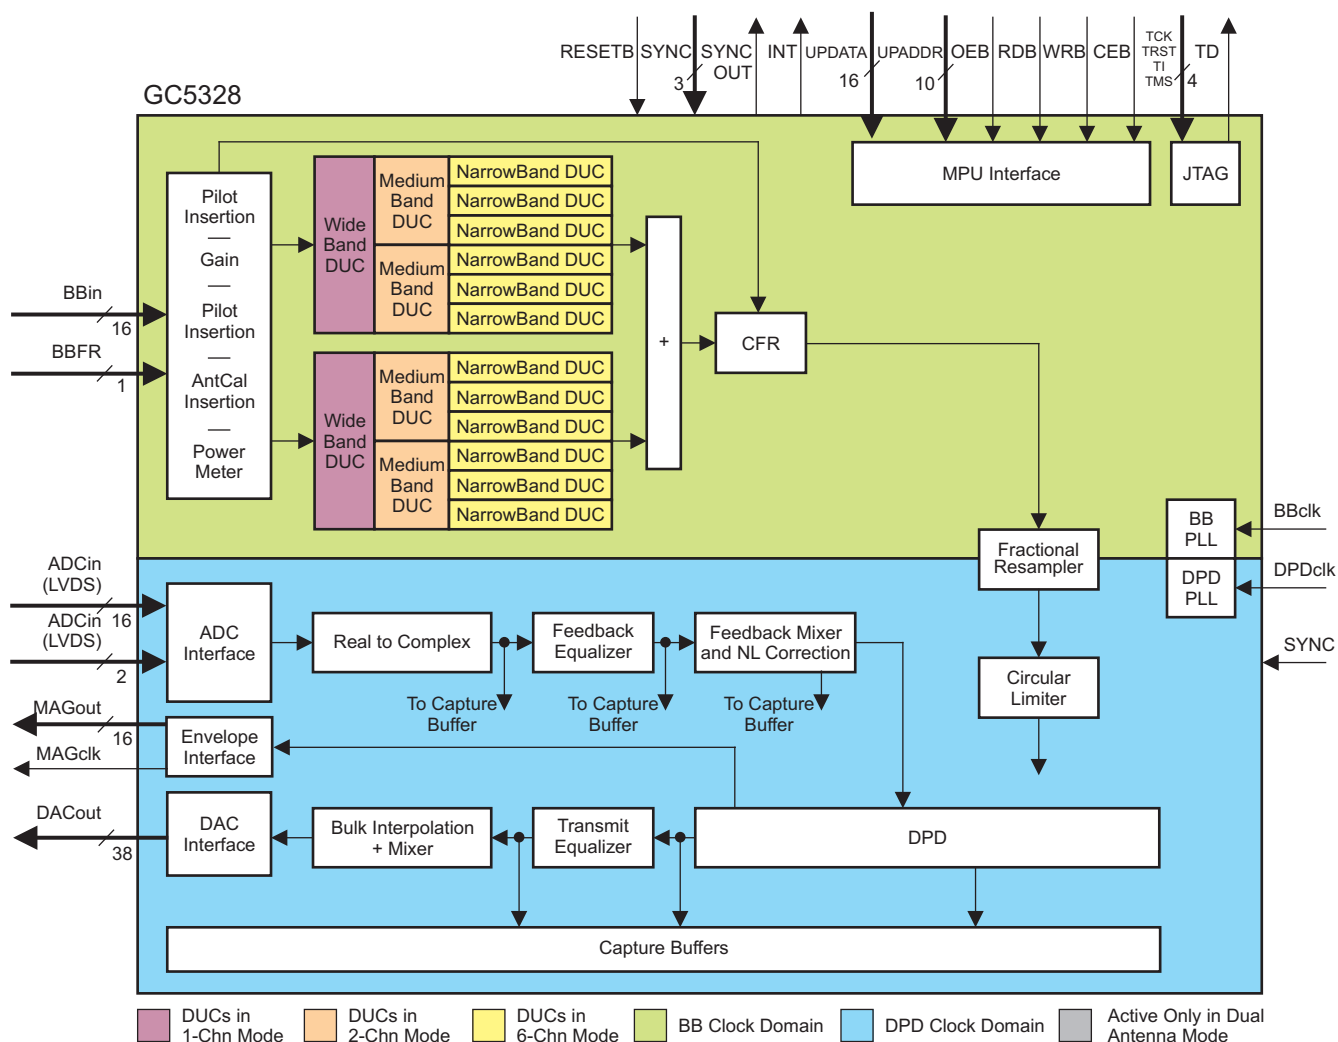 RESETB
SYNC
3
SYNC
OUT
INT
UPDATA
16
UPADDR
10
OEB
RDB
WRB
CEB
TCK
TRST
TI
TMS
4
TD
GC5328
MPU Interface
JTAG
Pilot
Insertion
—
Gain
—
Pilot
Insertion
—
AntCal
Insertion
—
Power
Meter
Wide
Band
DUC
Medium
Band
DUC
Medium
Band
DUC
NarrowBand DUC
NarrowBand DUC
NarrowBand DUC
NarrowBand DUC
NarrowBand DUC
NarrowBand DUC
Wide
Band
DUC
Medium
Band
DUC
Medium
Band
DUC
NarrowBand DUC
NarrowBand DUC
NarrowBand DUC
NarrowBand DUC
NarrowBand DUC
NarrowBand DUC
+
CFR
BBin
16
BBFR
1
BB
PLL
BBclk
DPD
PLL
DPDclk
SYNC
Fractional
Resampler
Circular
Limiter
ADCin
(LVDS)
16
ADCin
(LVDS)
2
ADC
Interface
Real to Complex
Feedback
Equalizer
Feedback Mixer
and NL Correction
To Capture
Buffer
To Capture
Buffer
To Capture
Buffer
MAGout
16
MAGclk
Envelope
Interface
DACout
38
DAC
Interface
Bulk Interpolation
+ Mixer
Transmit
Equalizer
DPD
Capture Buffers
DUCs in
1-Chn Mode
DUCs in
2-Chn Mode
DUCs in
6-Chn Mode
BB Clock Domain
DPD Clock Domain
Active Only in Dual
Antenna Mode